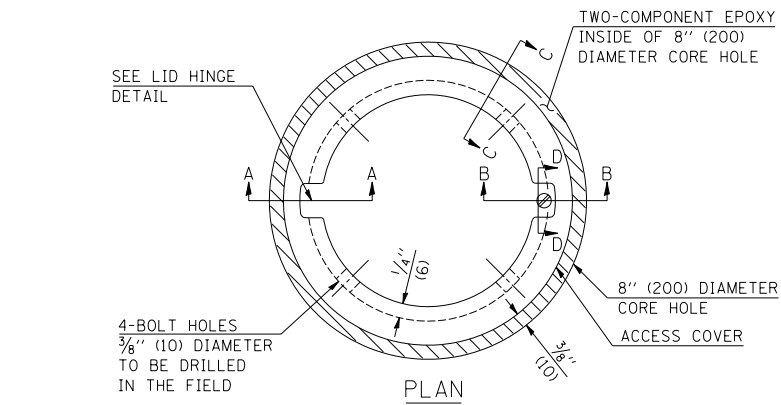 TWO-COMPONENT EPOXY
INSIDE OF 8" (200)
DIAMETER CORE HOLE
SEE LID HINGE
DETAIL
C
C
A
A
B
B
D
D
1/4"
(6)
8" (200) DIAMETER
CORE HOLE
ACCESS COVER
4-BOLT HOLES
3/8" (10) DIAMETER
TO BE DRILLED
IN THE FIELD
3/8"
(10)
PLAN